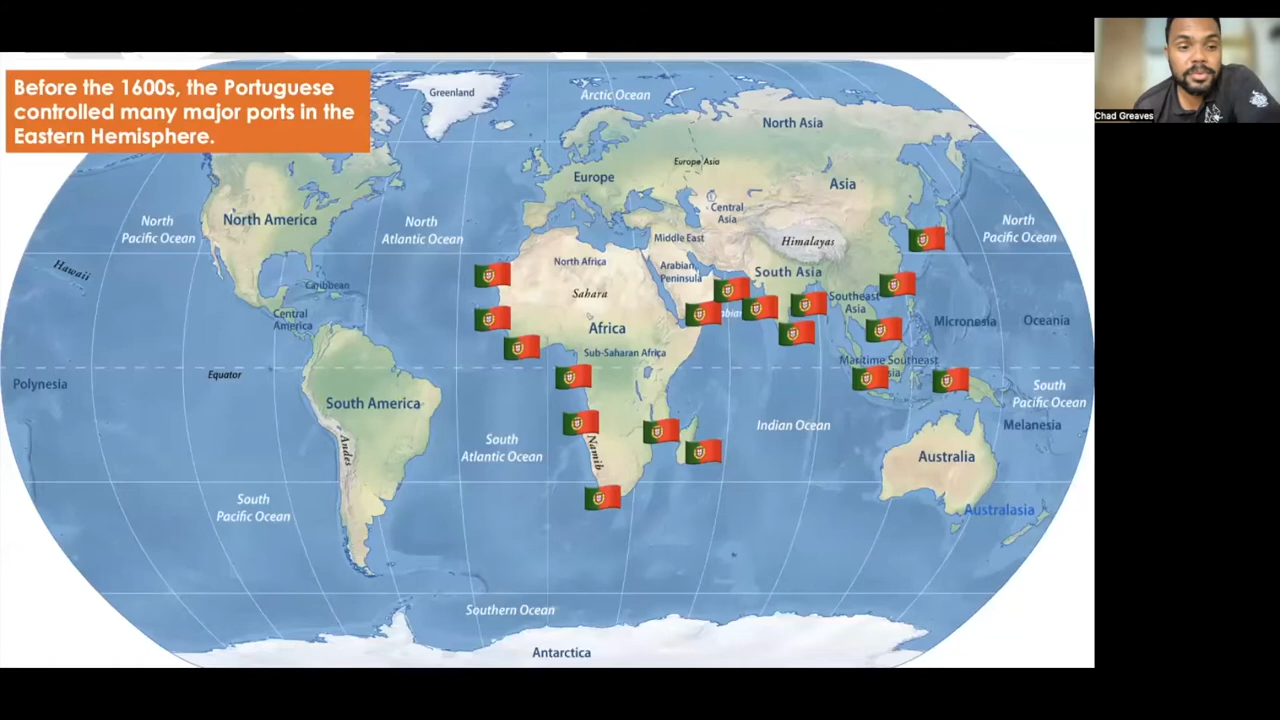 Before the 1600s, the Portuguese
controlled many major ports in the
Eastern Hemisphere.
Chad Greaves
Greenland
Arctic Ocean
North Asia
Europe Asia
Europe
Asia
Central
Asia
North America
North
Pacific Ocean
North
Atlantic Ocean
Middle East
Himalayas
North
Pacific Ocean
Hawaii
North Africa
Arabian
Peninsula
South Asia
Caribbean
Sahara
Southeast
Asia
Central
America
Africa
Micronesia
Oceania
Sub-Saharan Africa
Maritime Southeast
Polynesia
Equator
South America
South
Pacific Ocean
Indian Ocean
Melanesia
Andes
South
Atlantic Ocean
Namib
Australia
South
Pacific Ocean
Australasia
Southern Ocean
Antarctica